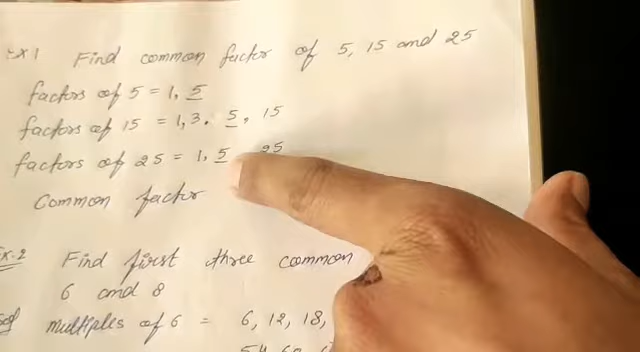 Ex1 Find common factor of 5, 15 and 25
factors of 5 = 1, 5
factors of 15 = 1, 3, 5, 15
factors of 25 = 1, 5 25
Common factor
Ex-2 Find first three common
6 and 8
multiples of 6 = 6, 12, 18,
54, 60,